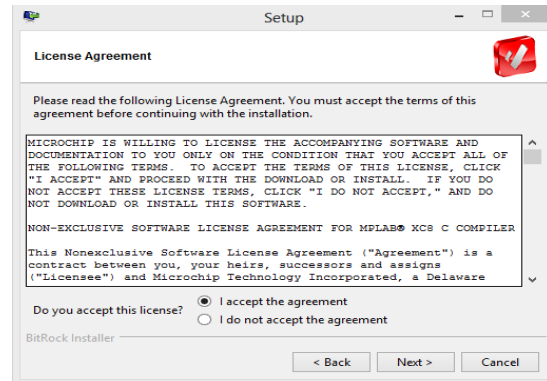 Setup
License Agreement
Please read the following License Agreement. You must accept the terms of this
agreement before continuing with the installation.
MICROCHIP IS WILLING TO LICENSE THE ACCOMPANYING SOFTWARE AND
DOCUMENTATION TO YOU ONLY ON THE CONDITION THAT YOU ACCEPT ALL OF
THE FOLLOWING TERMS.  TO ACCEPT THE TERMS OF THIS LICENSE, CLICK
"I ACCEPT" AND PROCEED WITH THE DOWNLOAD OR INSTALL.  IF YOU DO
NOT ACCEPT THESE LICENSE TERMS, CLICK "I DO NOT ACCEPT," AND DO
NOT DOWNLOAD OR INSTALL THIS SOFTWARE.
NON-EXCLUSIVE SOFTWARE LICENSE AGREEMENT FOR MPLAB® XC8 C COMPILER
This Nonexclusive Software License Agreement ("Agreement") is a
contract between you, your heirs, successors and assigns
("Licensee") and Microchip Technology Incorporated, a Delaware
Do you accept this license?
I accept the agreement
I do not accept the agreement
BitRock Installer
< Back
Next >
Cancel